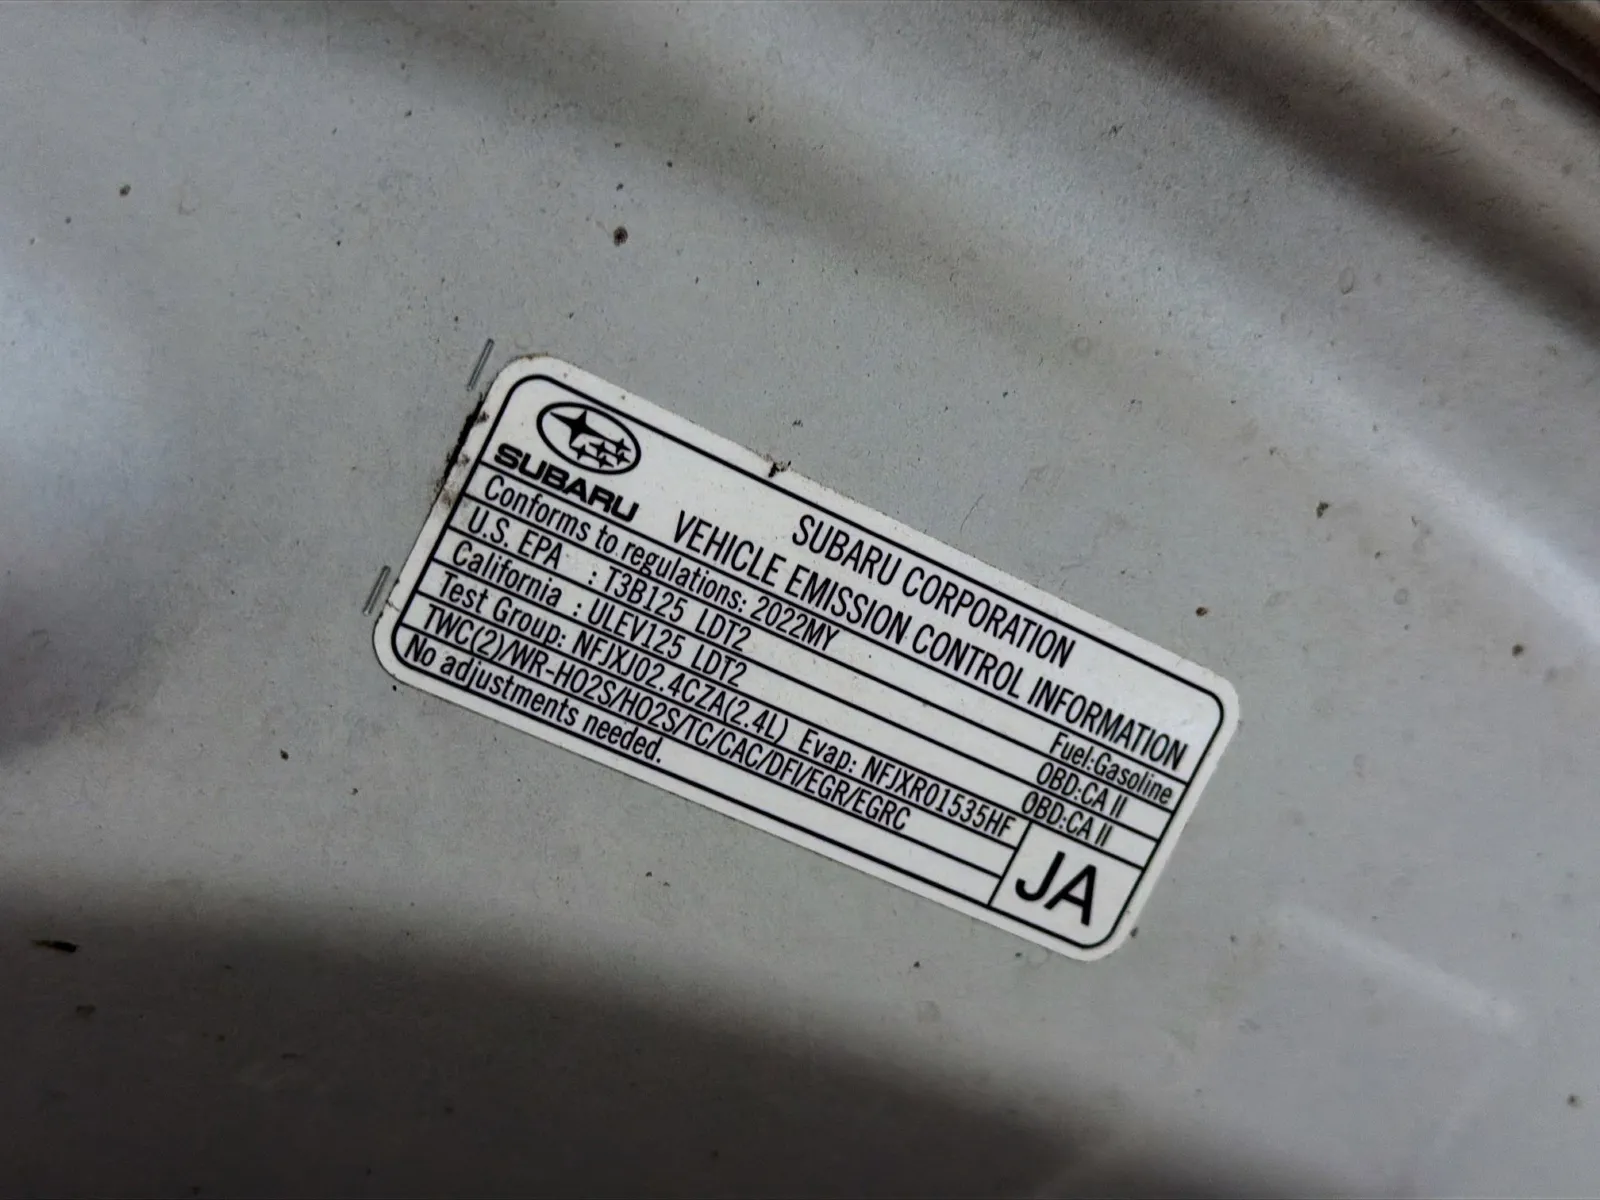 SUBARU
SUBARU CORPORATION
VEHICLE EMISSION CONTROL INFORMATION
Conforms to regulations: 2022MY Fuel:Gasoline
U.S. EPA : T3B125 LDT2 OBD:CA II
California : ULEV125 LDT2 OBD:CA II
Test Group: NFJXJ02.4CZA(2.4L) Evap: NFJXR01535HF
TWC(2)/WR-HO2S/HO2S/TC/CAC/DFI/EGR/EGRC
No adjustments needed.
JA